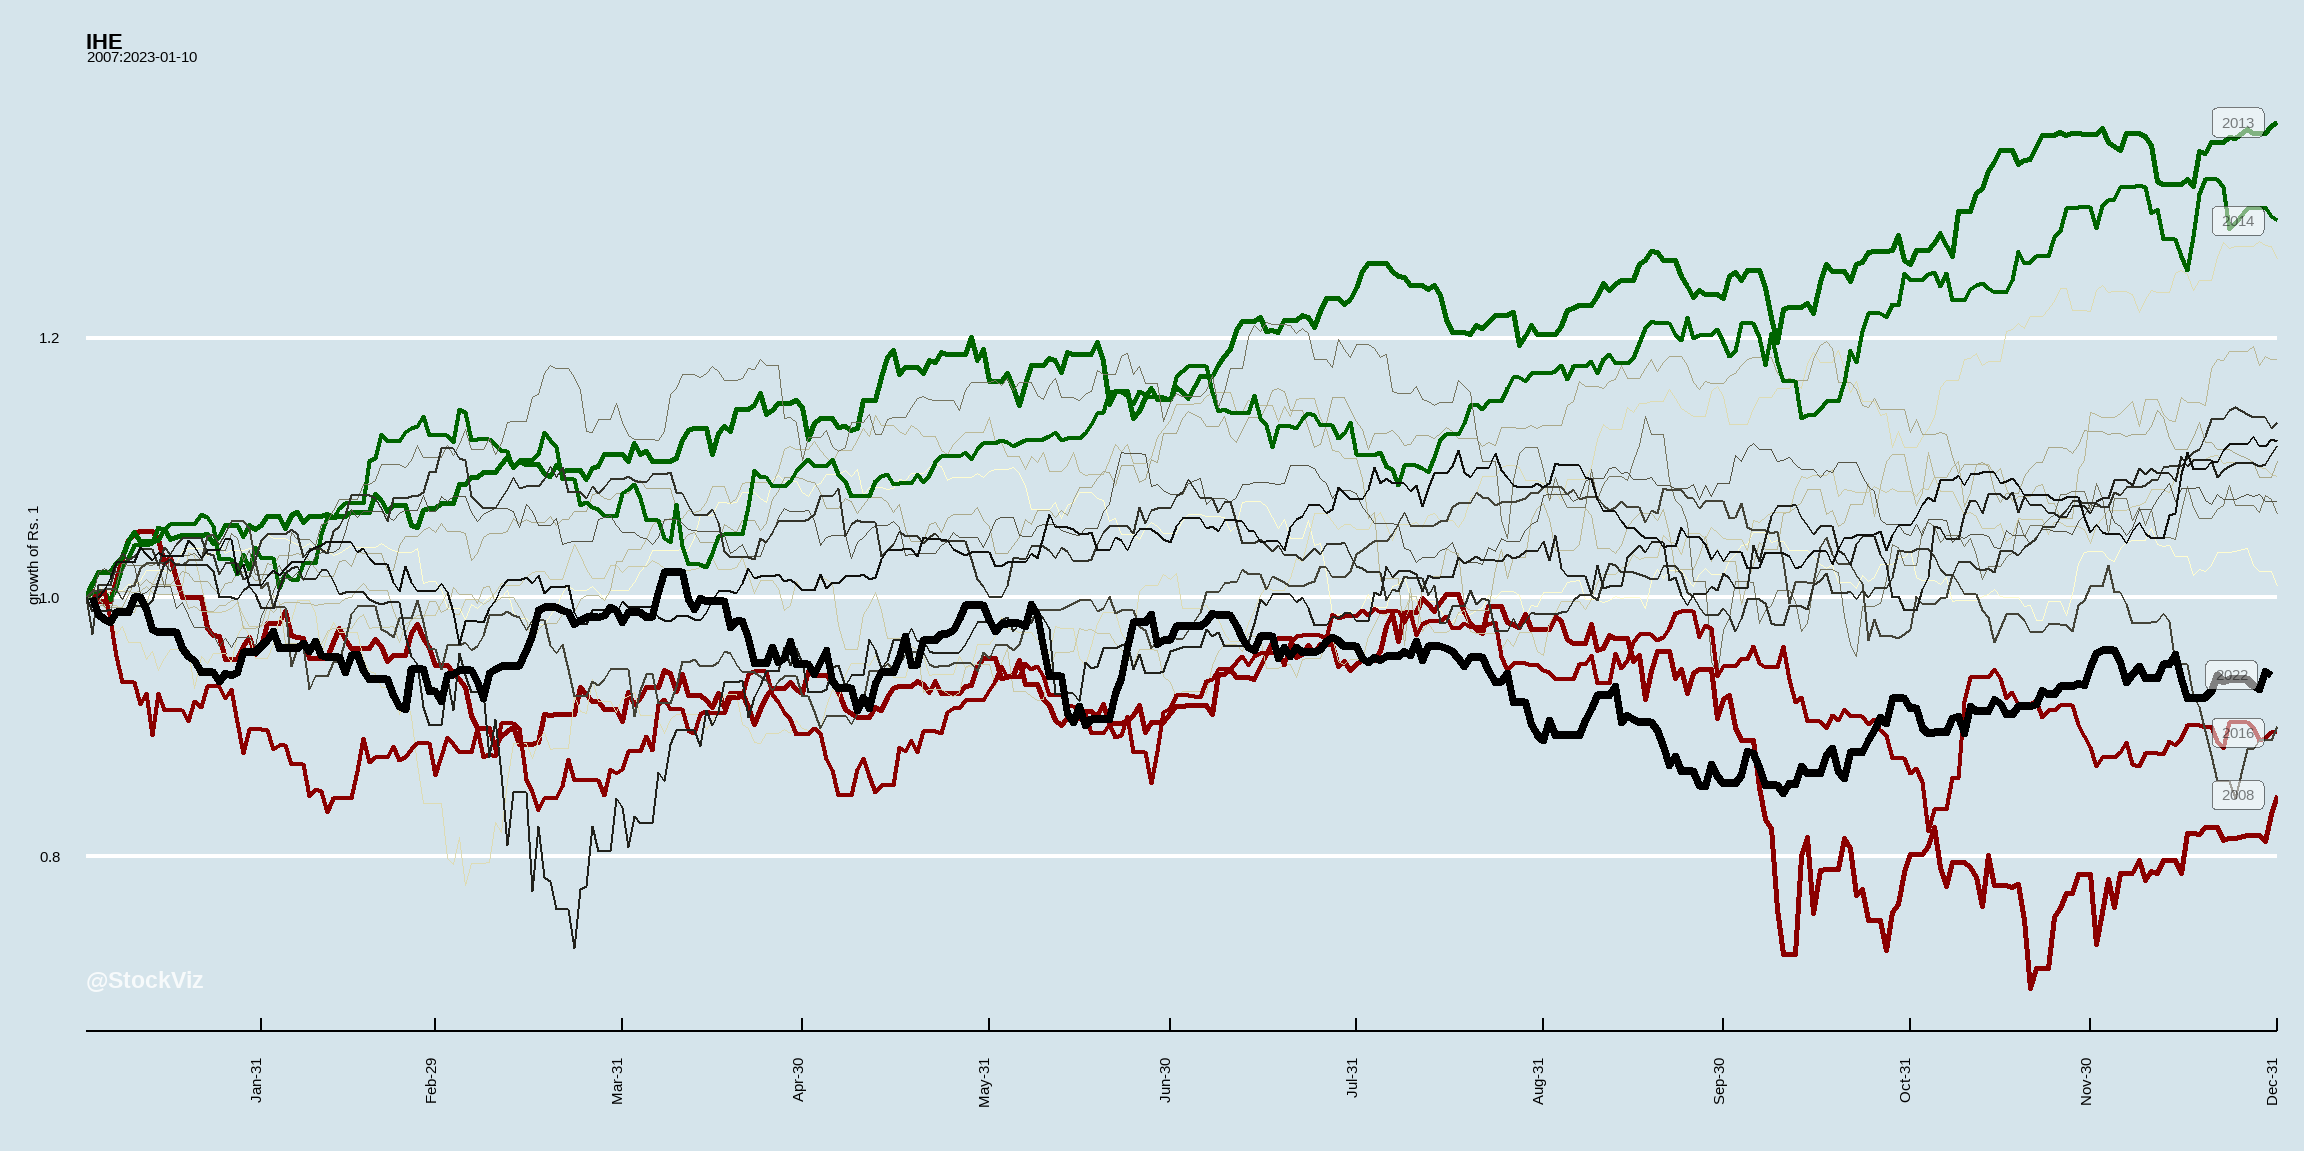 IHE
2007:2023-01-10
2013
2014
1.2
growth of Rs. 1
1.0
2022
2016
2008
0.8
@StockViz
Jan-31
Feb-29
Mar-31
Apr-30
May-31
Jun-30
Jul-31
Aug-31
Sep-30
Oct-31
Nov-30
Dec-31